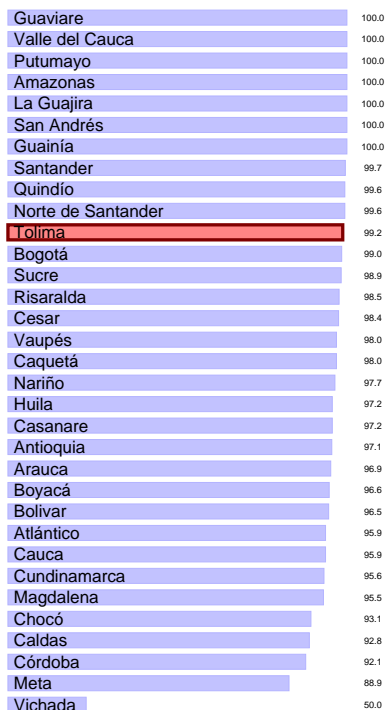 Guaviare 100.0
Valle del Cauca 100.0
Putumayo 100.0
Amazonas 100.0
La Guajira 100.0
San Andrés 100.0
Guainía 100.0
Santander 99.7
Quindío 99.6
Norte de Santander 99.6
Tolima 99.2
Bogotá 99.0
Sucre 98.9
Risaralda 98.5
Cesar 98.4
Vaupés 98.0
Caquetá 98.0
Nariño 97.7
Huila 97.2
Casanare 97.2
Antioquia 97.1
Arauca 96.9
Boyacá 96.6
Bolivar 96.5
Atlántico 95.9
Cauca 95.9
Cundinamarca 95.6
Magdalena 95.5
Chocó 93.1
Caldas 92.8
Córdoba 92.1
Meta 88.9
Vichada 50.0